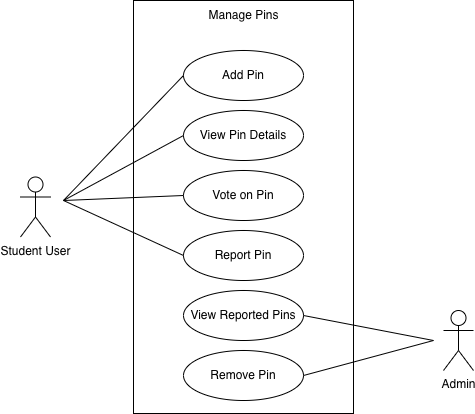 Manage Pins
Add Pin
View Pin Details
Vote on Pin
Student User
Report Pin
View Reported Pins
Remove Pin
Admin